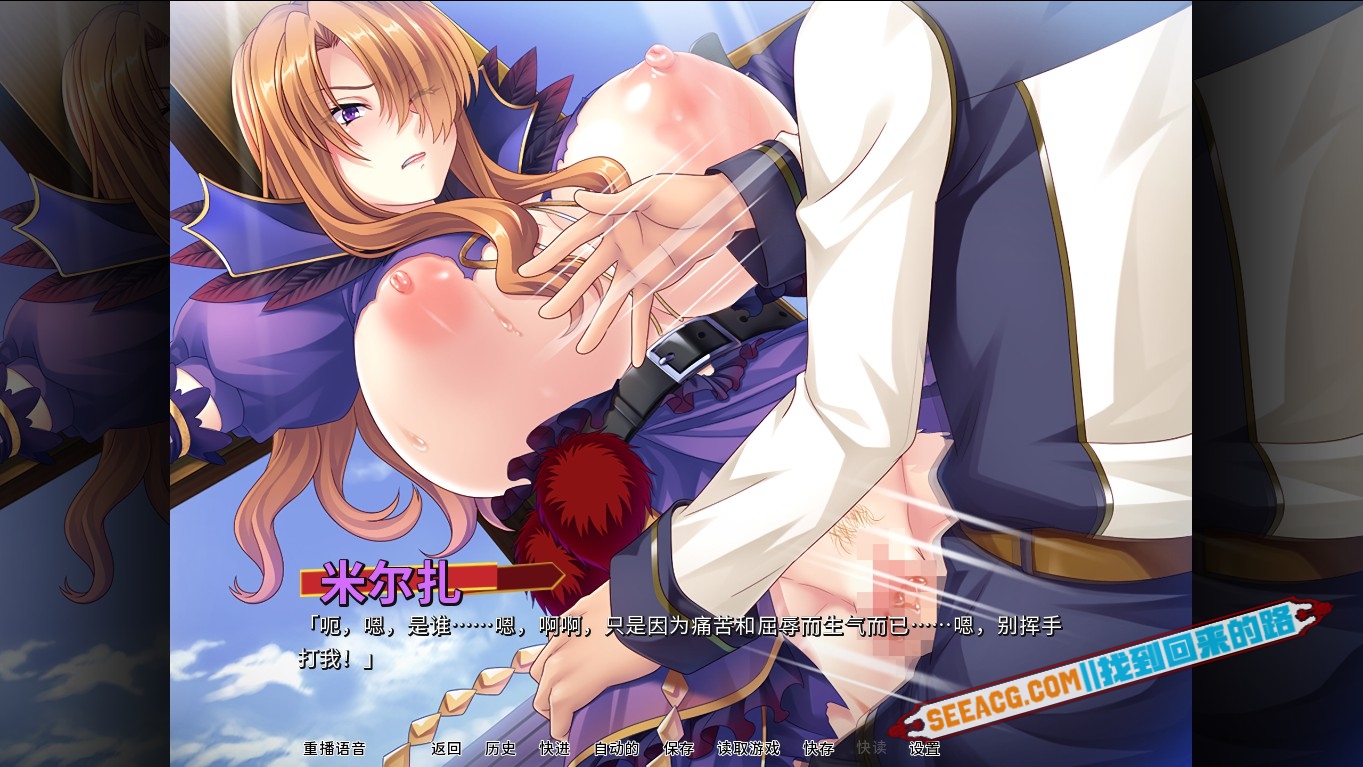 米尔扎
「呃，嗯，是谁……嗯，啊啊，只是因为痛苦和屈辱而生气而已……嗯，别挥手
打我！」
SEEACG.COM||找到回来的路
重播语音 返回 历史 快进 自动的 保存 读取游戏 快存 快读 设置